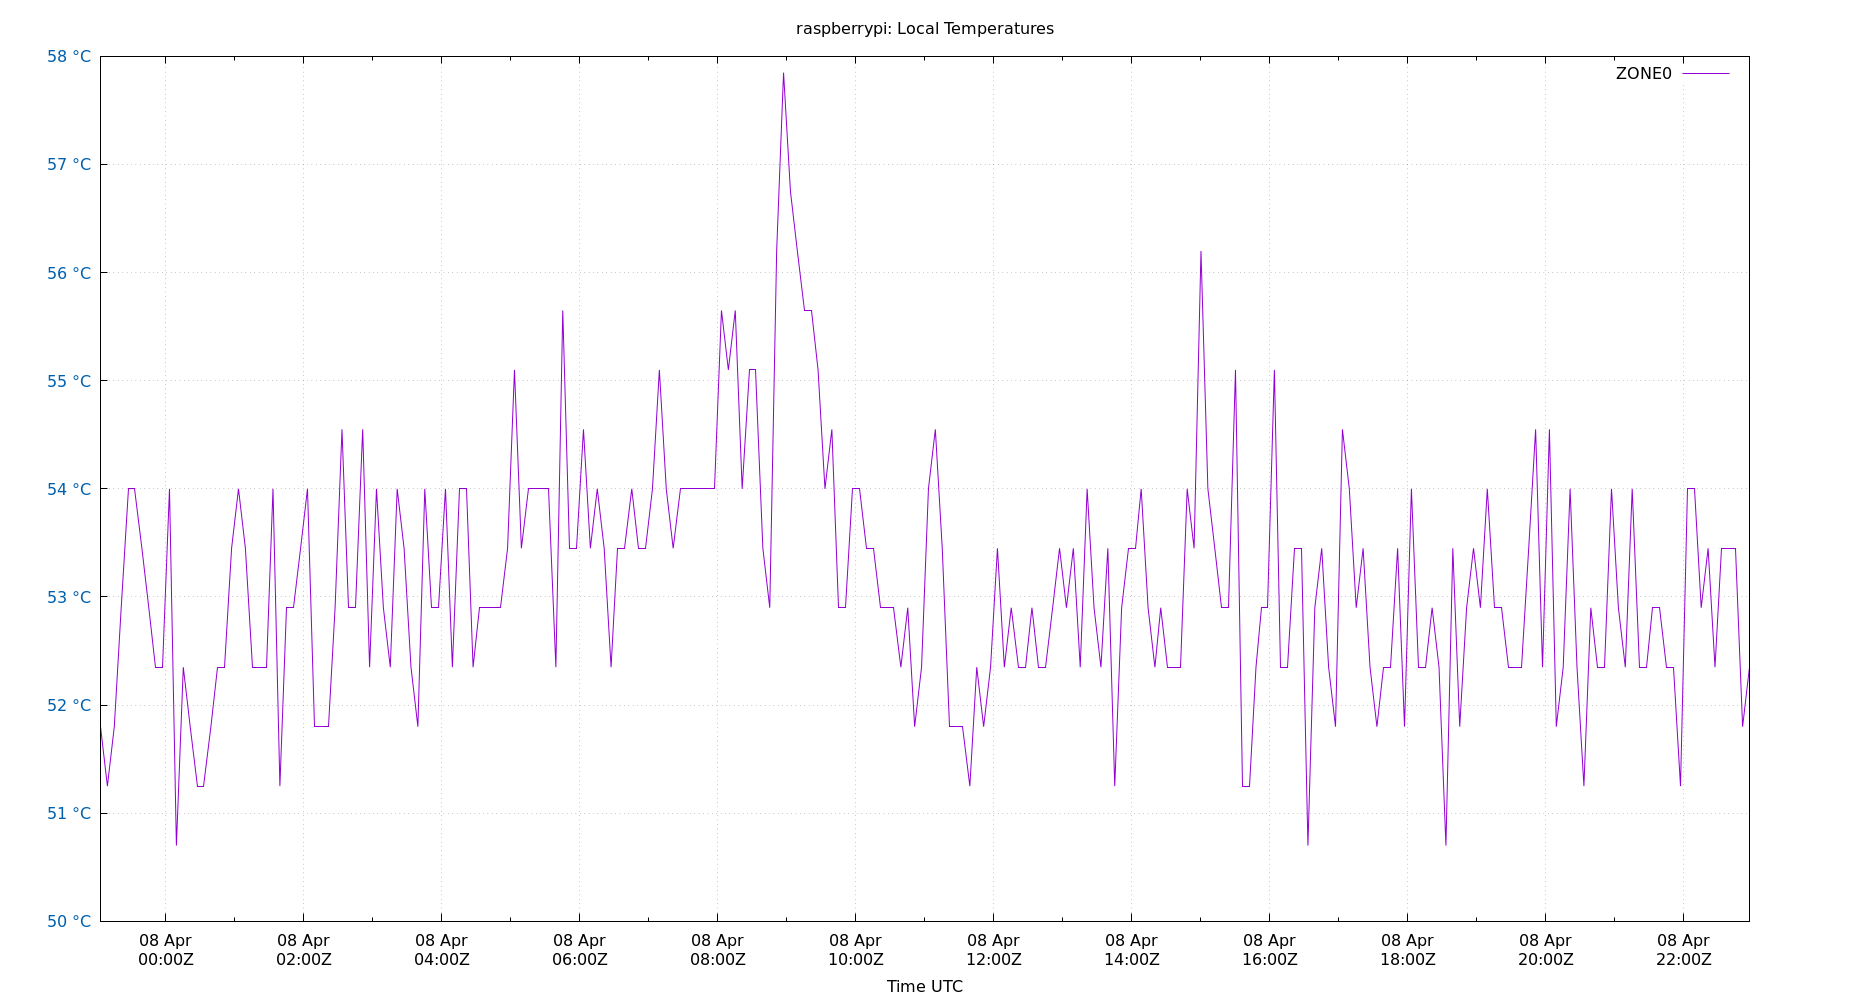 raspberrypi: Local Temperatures
58 °C
ZONE0
57 °C
56 °C
55 °C
54 °C
53 °C
52 °C
51 °C
50 °C
08 Apr 08 Apr 08 Apr 08 Apr 08 Apr 08 Apr 08 Apr 08 Apr 08 Apr 08 Apr 08 Apr 08 Apr
00:00Z 02:00Z 04:00Z 06:00Z 08:00Z 10:00Z 12:00Z 14:00Z 16:00Z 18:00Z 20:00Z 22:00Z
Time UTC